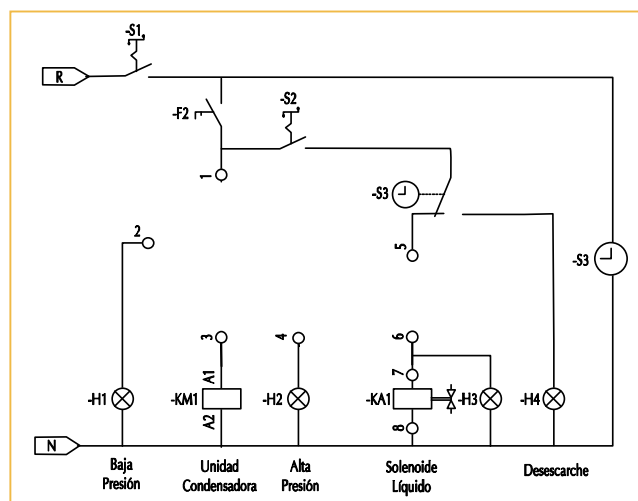 -S1
R
-F2
-S2
1
-S3
2
5
-S3
3
4
6
A1
7
-H1
-KM1
-H2
-KA1
-H3
-H4
A2
8
N
Baja
Presión
Unidad
Condensadora
Alta
Presión
Solenoide
Líquido
Desescarche